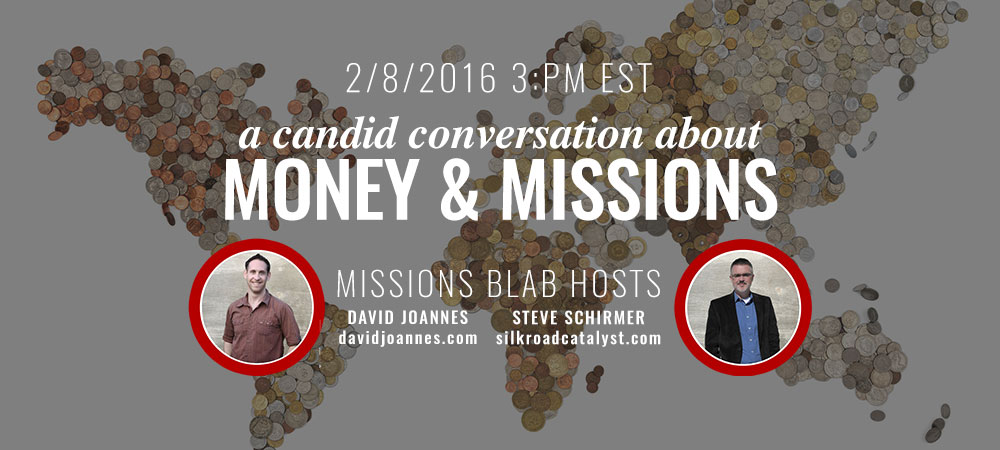 2/8/2016 3:PM EST
a candid conversation about
MONEY & MISSIONS
MISSIONS BLAB HOSTS
DAVID JOANNES
davidjoannes.com
STEVE SCHIRMER
silkroadcatalyst.com